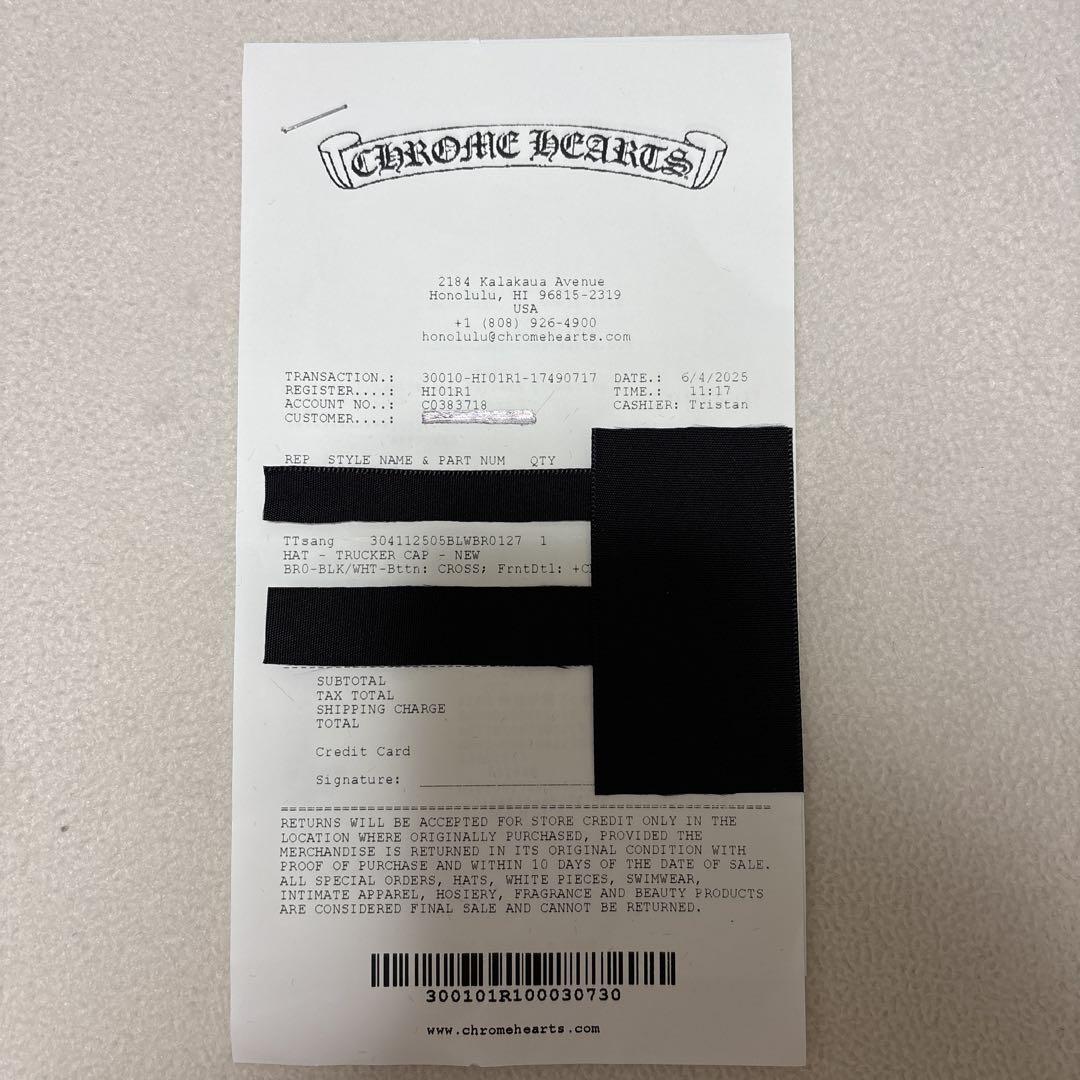 CHROME HEARTS
2184 Kalakaua Avenue
Honolulu, HI 96815-2319
USA
+1 (808) 926-4900
honolulu@chromehearts.com
TRANSACTION.: 30010-HI01R1-17490717 DATE.: 6/4/2025
REGISTER....: HI01R1 TIME.: 11:17
ACCOUNT NO..: C0383718 CASHIER: Tristan
CUSTOMER....:
REP STYLE NAME & PART NUM QTY
TTsang 304112505BLWBR0127 1
HAT - TRUCKER CAP - NEW
BR0-BLK/WHT-Bttn: CROSS; FrntDtl:
SUBTOTAL
TAX TOTAL
SHIPPING CHARGE
TOTAL
Credit Card
Signature:
RETURNS WILL BE ACCEPTED FOR STORE CREDIT ONLY IN THE
LOCATION WHERE ORIGINALLY PURCHASED, PROVIDED THE
MERCHANDISE IS RETURNED IN ITS ORIGINAL CONDITION WITH
PROOF OF PURCHASE AND WITHIN 10 DAYS OF THE DATE OF SALE.
ALL SPECIAL ORDERS, HATS, WHITE PIECES, SWIMWEAR,
INTIMATE APPAREL, HOSIERY, FRAGRANCE AND BEAUTY PRODUCTS
ARE CONSIDERED FINAL SALE AND CANNOT BE RETURNED.
300101R100030730
www.chromehearts.com